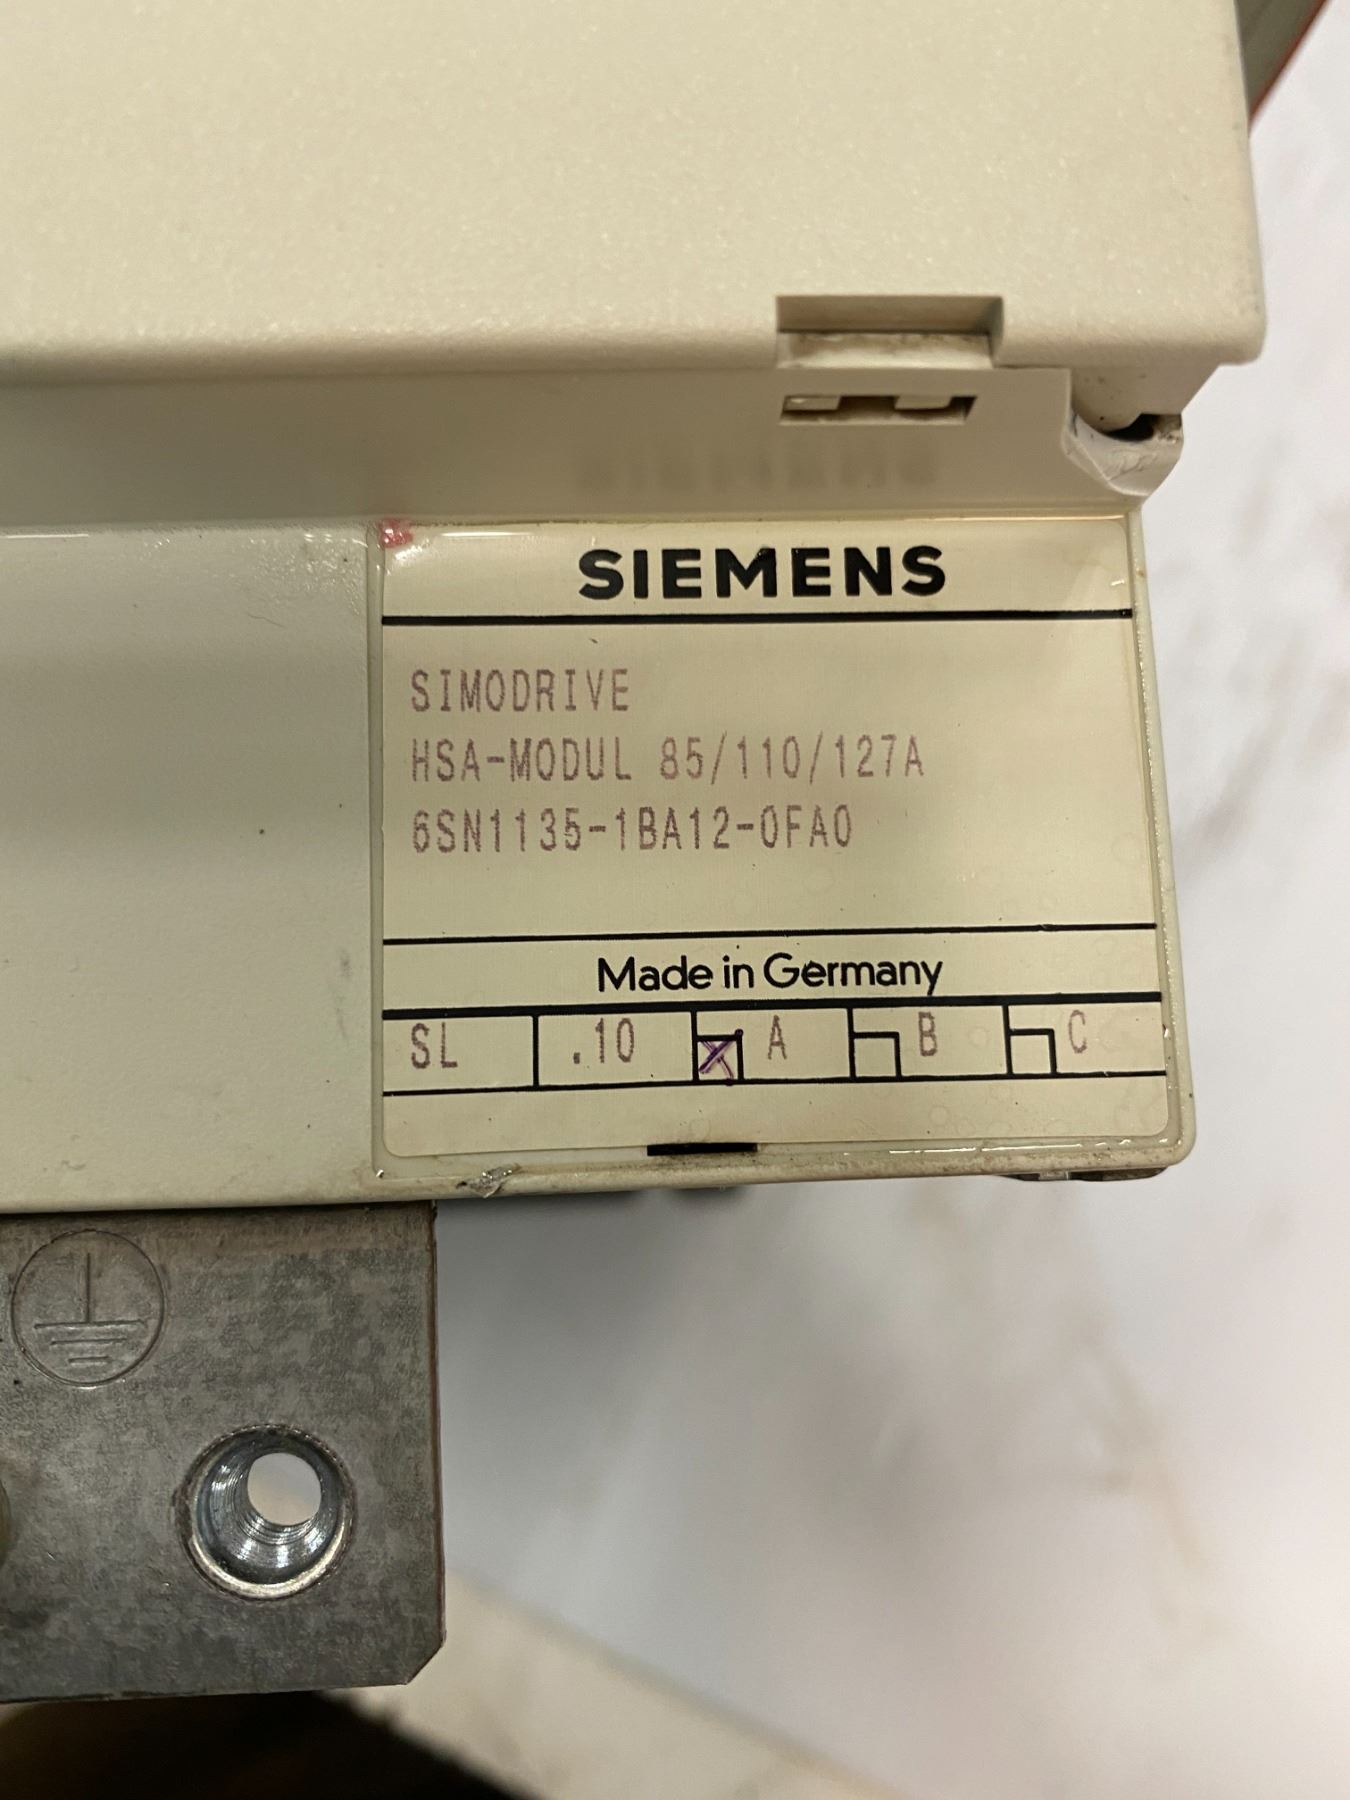 SIEMENS
SIMODRIVE
HSA-MODUL 85/110/127A
6SN1135-1BA12-0FA0
Made in Germany
SL .10 A B C